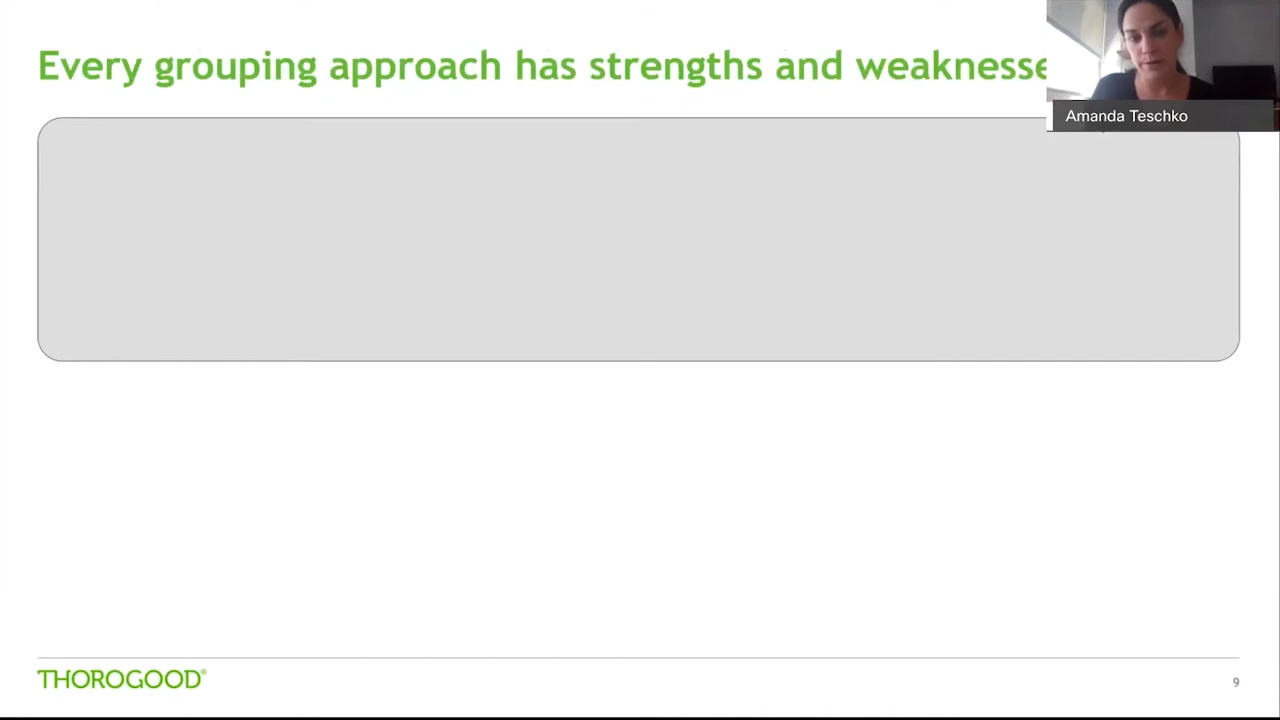 Every grouping approach has strengths and weaknesse
Amanda Teschko
THOROGOOD®
9